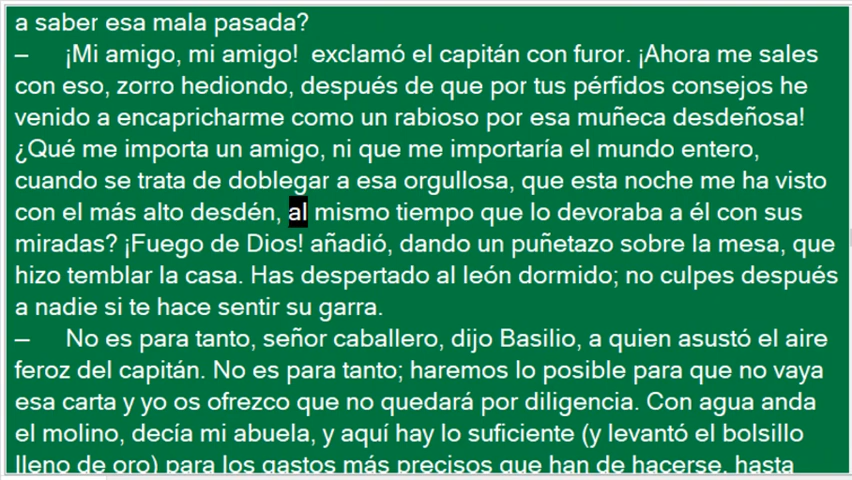 a saber esa mala pasada?
– ¡Mi amigo, mi amigo! exclamó el capitán con furor. ¡Ahora me sales
con eso, zorro hediondo, después de que por tus pérfidos consejos he
venido a encapricharme como un rabioso por esa muñeca desdeñosa!
¿Qué me importa un amigo, ni que me importaría el mundo entero,
cuando se trata de doblegar a esa orgullosa, que esta noche me ha visto
con el más alto desdén, al mismo tiempo que lo devoraba a él con sus
miradas? ¡Fuego de Dios! añadió, dando un puñetazo sobre la mesa, que
hizo temblar la casa. Has despertado al león dormido; no culpes después
a nadie si te hace sentir su garra.
– No es para tanto, señor caballero, dijo Basilio, a quien asustó el aire
feroz del capitán. No es para tanto; haremos lo posible para que no vaya
esa carta y yo os ofrezco que no quedará por diligencia. Con agua anda
el molino, decía mi abuela, y aquí hay lo suficiente (y levantó el bolsillo
lleno de oro) para los gastos más precisos que han de hacerse, hasta